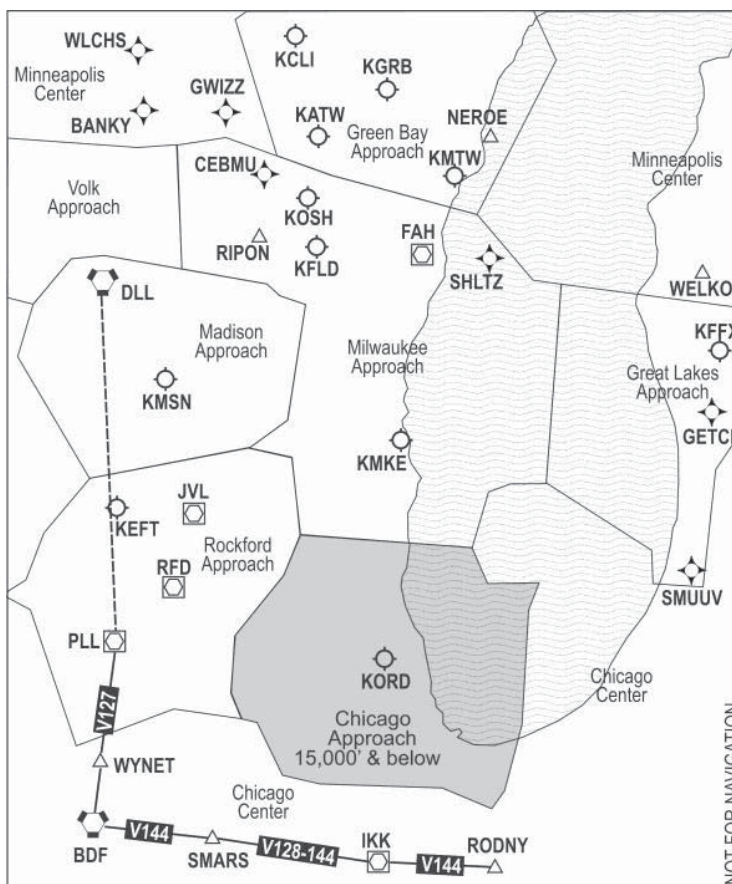 WLCHS
KCLI
Minneapolis
Center
KGRB
GWIZZ
BANKY
KATW
NEROE
Green Bay
Approach
CEBMU
KMTW
Minneapolis
Center
Volk
Approach
KOSH
FAH
RIPON
KFLD
SHLTZ
WELKO
DLL
Madison
Approach
Milwaukee
Approach
KFFX
Great Lakes
Approach
KMSN
KMKE
JVL
KEFT
Rockford
Approach
RFD
SMUUV
PLL
KORD
Chicago
Center
V127
Chicago
Approach
15,000' & below
WYNET
Chicago
Center
BDF
V144
SMARS
V128-144
IKK
V144
RODNY
NOT FOR NAVIGATION